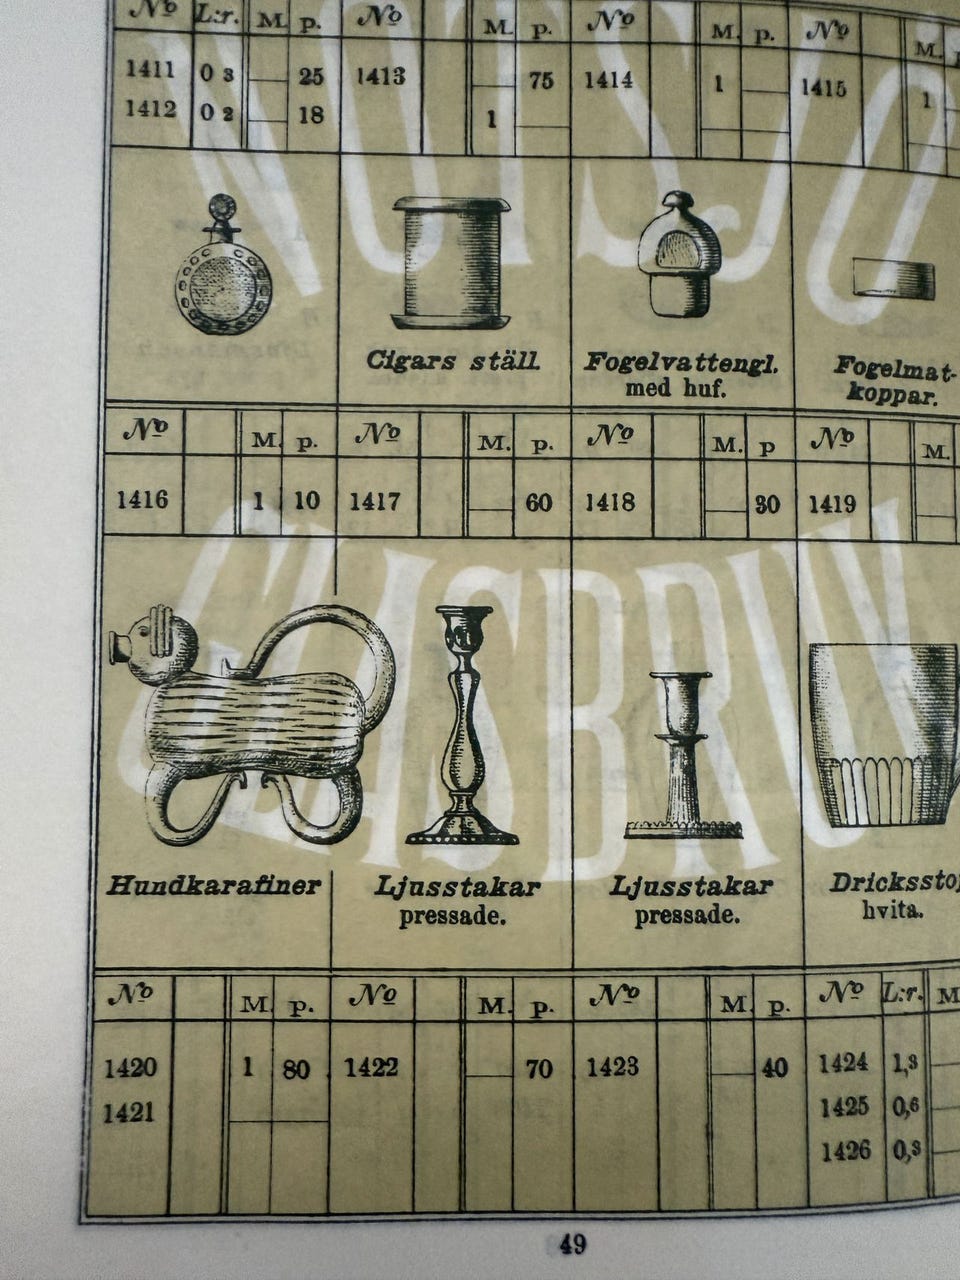 No L:r. M. p. No M. p. No M. p. No M.
1411 0 3 — 25 1413 — 75 1414 1 — 1415 1
1412 0 2 — 18 1 —
NOTSJÖ
Cigars ställ. Fogelvattengl. med huf. Fogelmat-koppar.
No M. p. No M. p. No M. p No M.
1416 1 10 1417 — 60 1418 — 30 1419 —
GLASBRUK
Hundkarafiner Ljusstakar pressade. Ljusstakar pressade. hvita.
No M. p. No M. p. No M. p. No L:r. M
1420 1 80 1422 — 70 1423 — 40 1424 1,3 —
1421 — 1425 0,6 —
1426 0,3 —
49